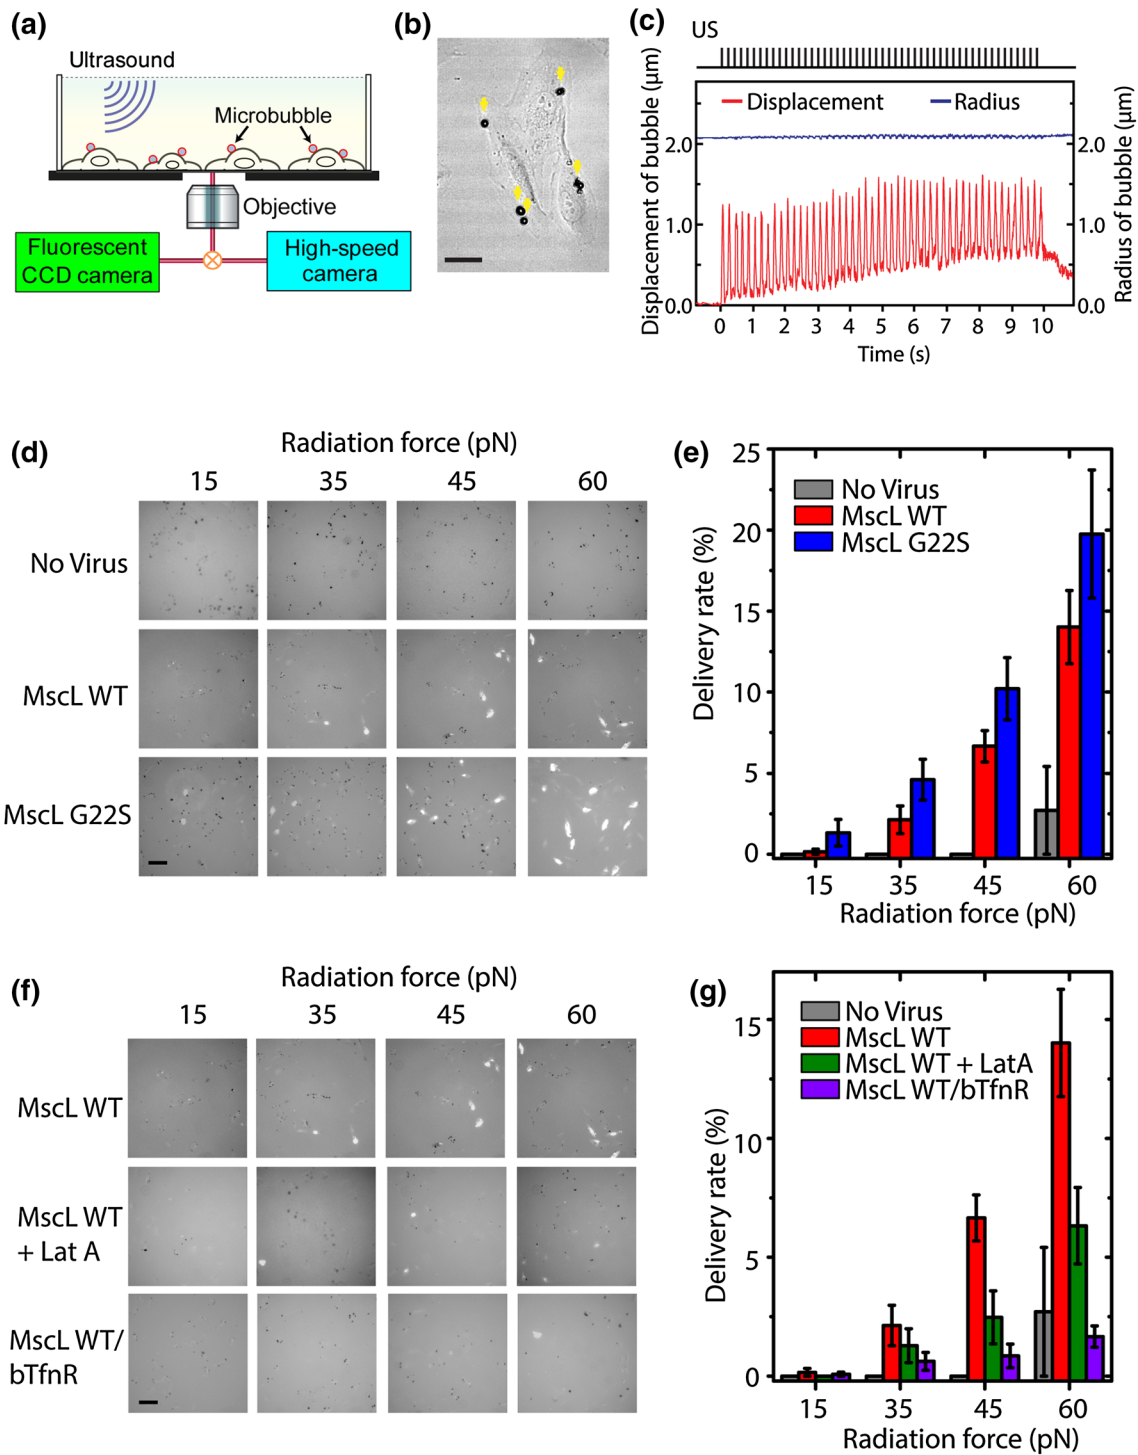 (a)
Ultrasound
Microbubble
Objective
Fluorescent
CCD camera
High-speed
camera
(b)
(c)
US
Displacement
Radius
Displacement of bubble (μm)
2.0
1.0
0.0
Radius of bubble (μm)
2.0
1.0
0.0
0 1 2 3 4 5 6 7 8 9 10
Time (s)
(d)
Radiation force (pN)
15 35 45 60
No Virus
MscL WT
MscL G22S
(e)
No Virus
MscL WT
MscL G22S
Delivery rate (%)
25
20
15
10
5
0
15 35 45 60
Radiation force (pN)
(f)
Radiation force (pN)
15 35 45 60
MscL WT
MscL WT
+ Lat A
MscL WT/
bTfnR
(g)
No Virus
MscL WT
MscL WT + LatA
MscL WT/bTfnR
Delivery rate (%)
15
10
5
0
15 35 45 60
Radiation force (pN)